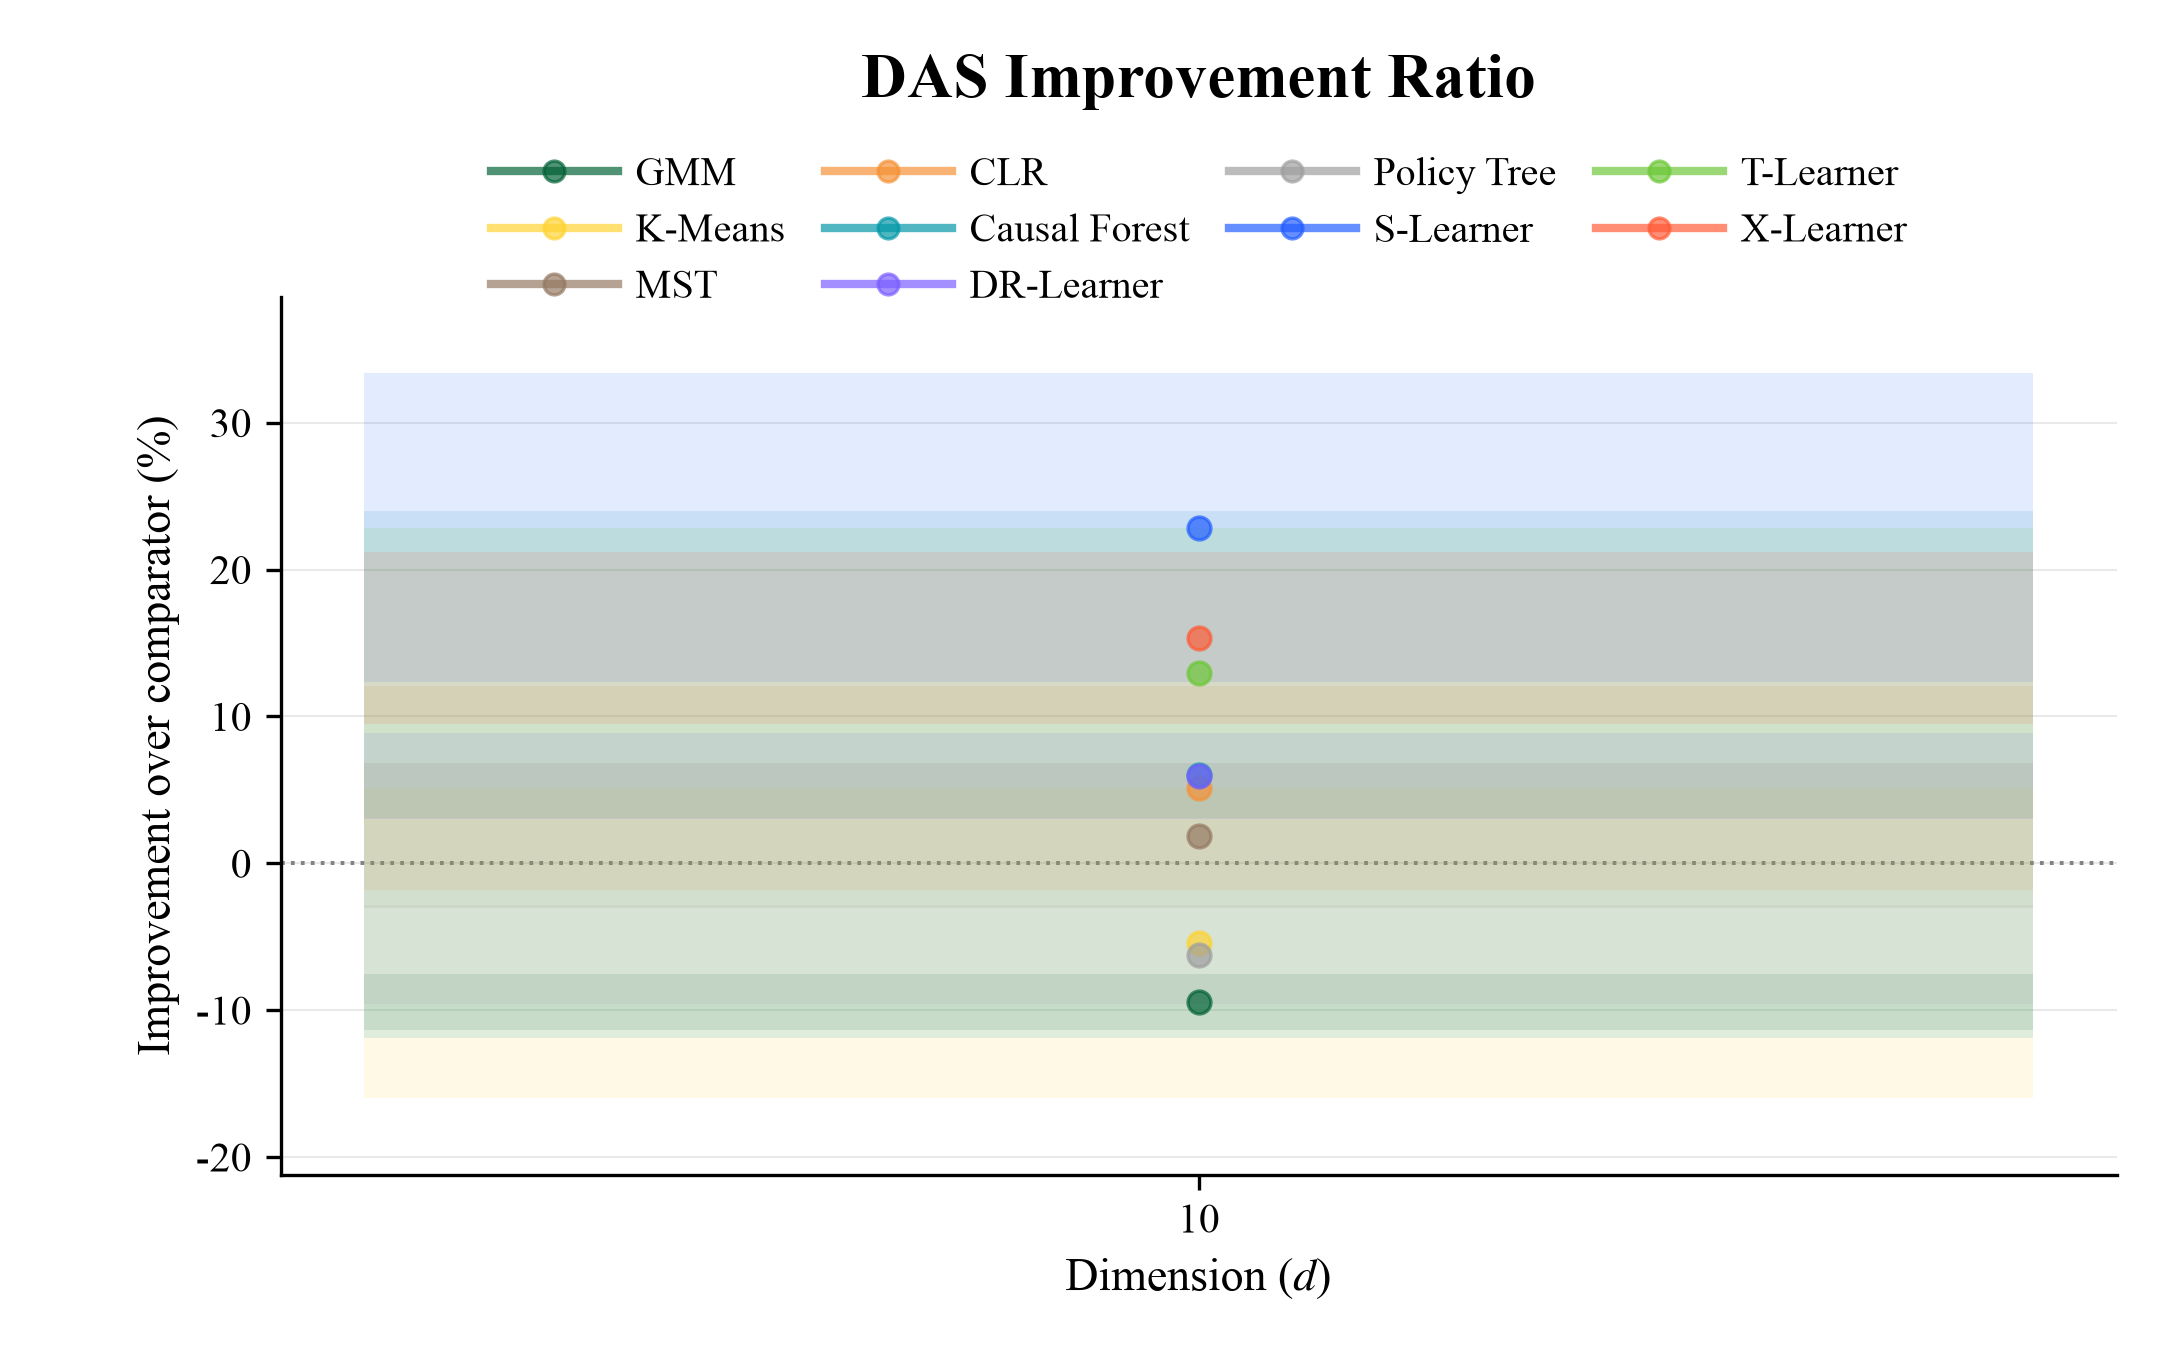 DAS Improvement Ratio
GMM CLR Policy Tree T-Learner
K-Means Causal Forest S-Learner X-Learner
MST DR-Learner
Improvement over comparator (%)
30
20
10
0
-10
-20
10
Dimension (d)